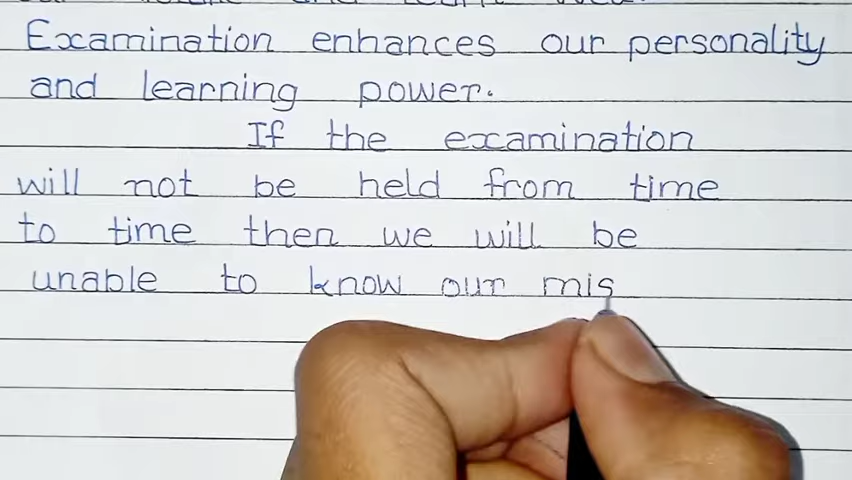 Examination enhances our personality
and learning power.
If the examination
will not be held from time
to time then we will be
unable to know our mis